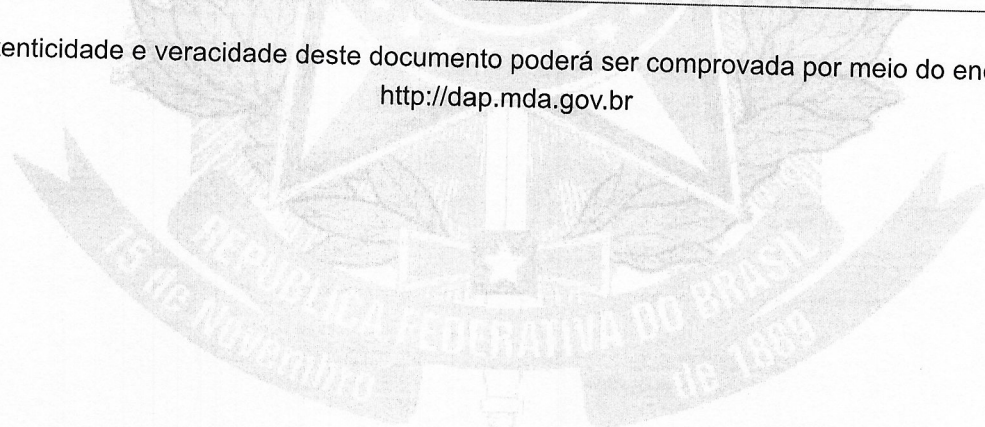 enticidade e veracidade deste documento poderá ser comprovada por meio do en
http://dap.mda.gov.br
REPÚBLICA FEDERATIVA DO BRASIL
15 de Novembro
de 1889